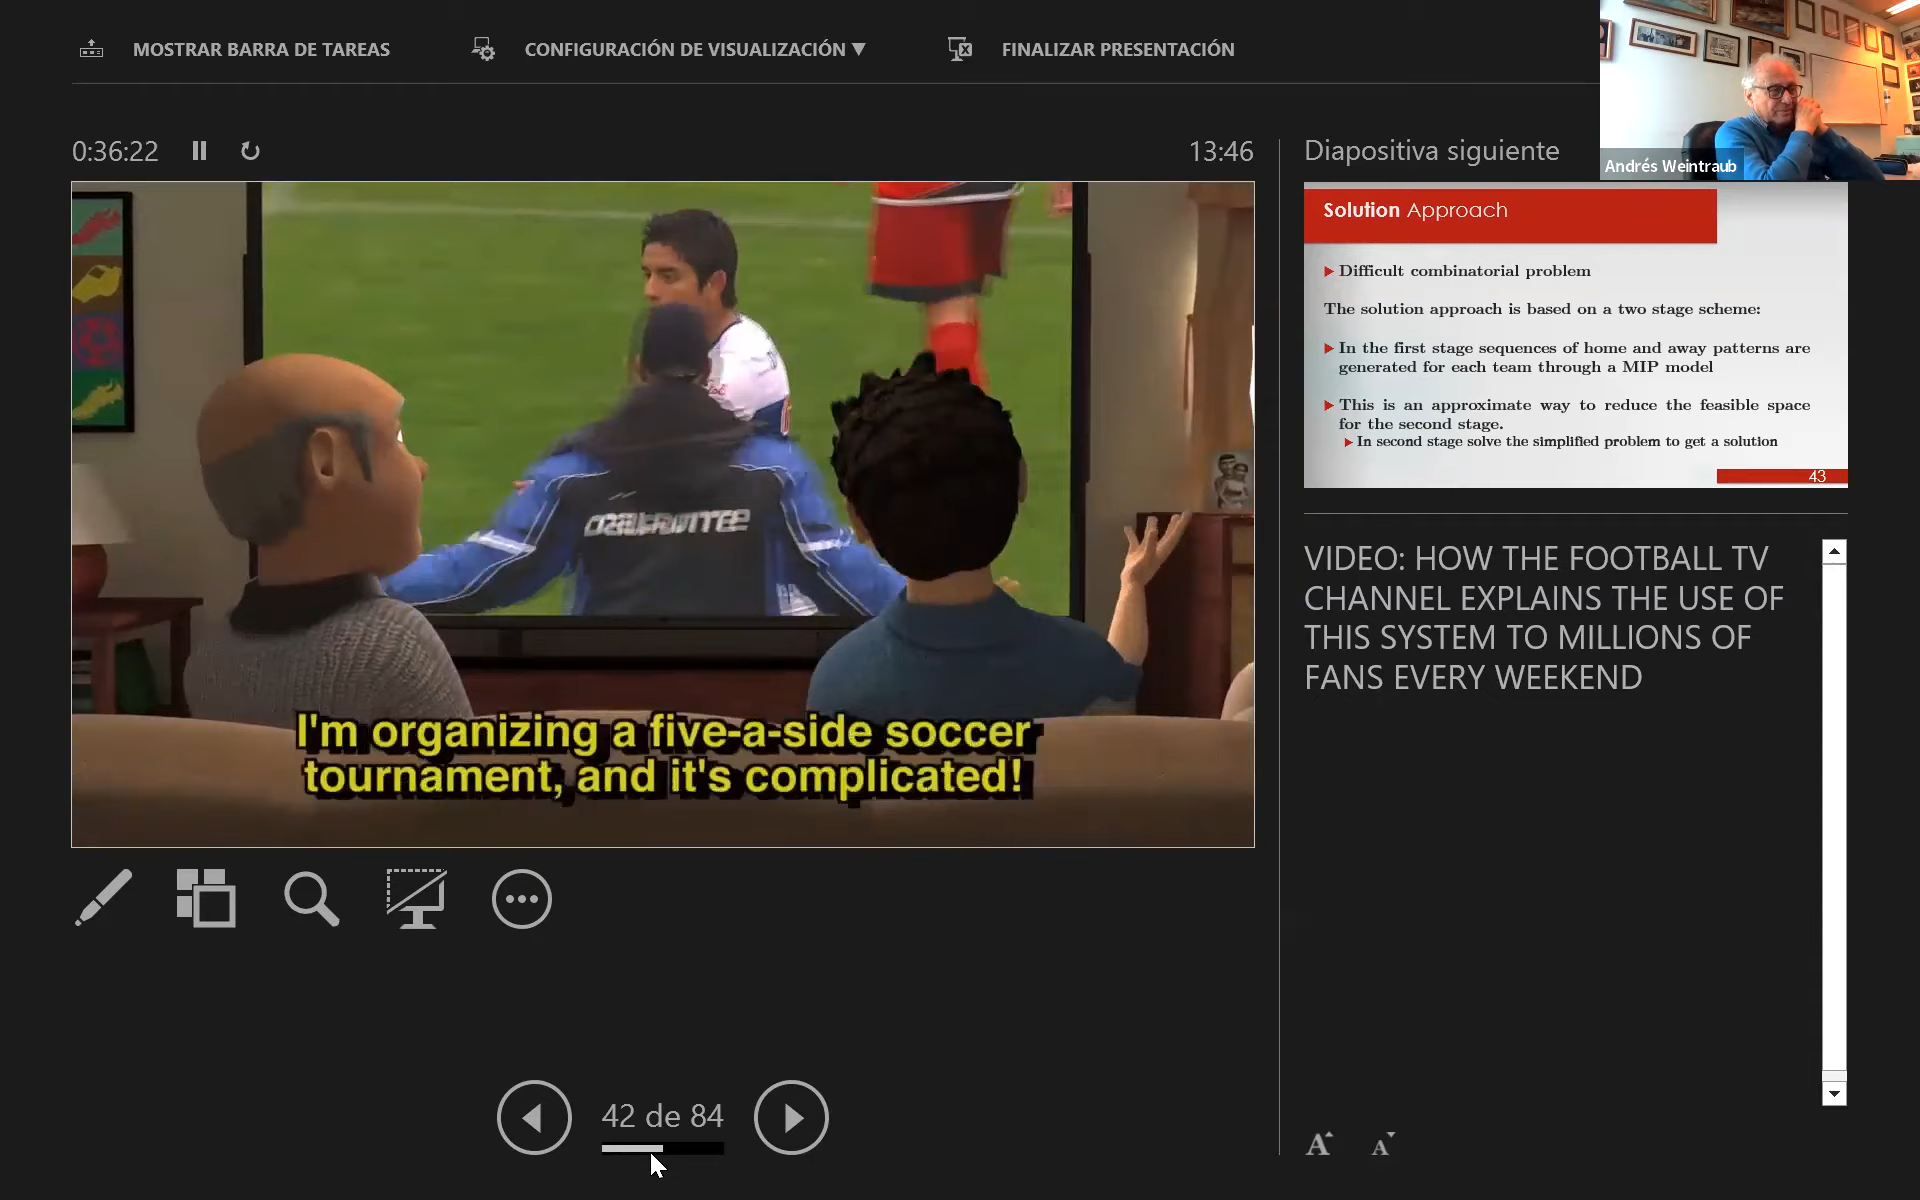 MOSTRAR BARRA DE TAREAS
CONFIGURACIÓN DE VISUALIZACIÓN ▼
FINALIZAR PRESENTACIÓN
Andrés Weintraub
0:36:22
13:46
Diapositiva siguiente
I'm organizing a five-a-side soccer
tournament, and it's complicated!
Solution Approach
Difficult combinatorial problem
The solution approach is based on a two stage scheme:
In the first stage sequences of home and away patterns are
generated for each team through a MIP model
This is an approximate way to reduce the feasible space
for the second stage.
In second stage solve the simplified problem to get a solution
43
VIDEO: HOW THE FOOTBALL TV
CHANNEL EXPLAINS THE USE OF
THIS SYSTEM TO MILLIONS OF
FANS EVERY WEEKEND
42 de 84
A
A